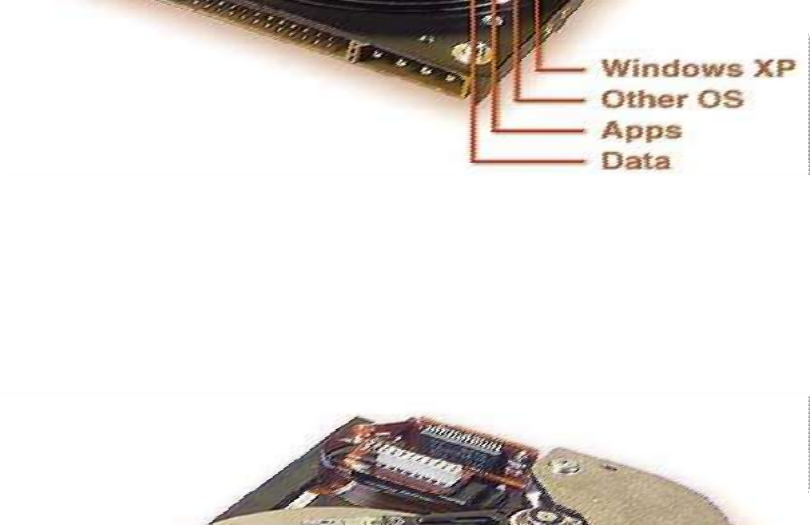 Windows XP
Other OS
Apps
Data